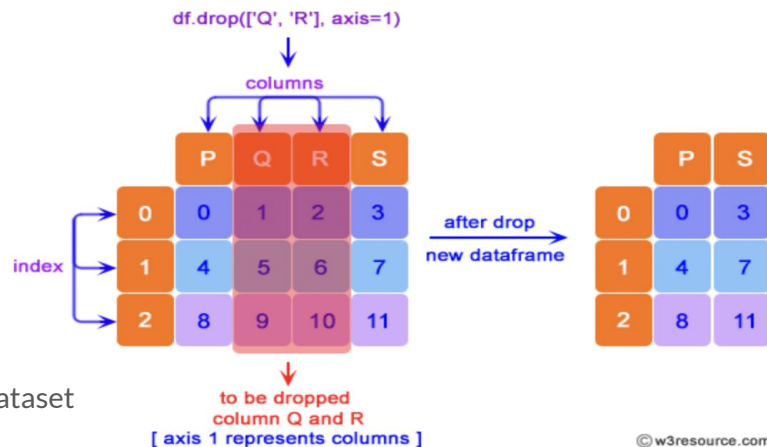 df.drop(['Q', 'R'], axis=1)
columns
P Q R S
P S
0 0 1 2 3
0 0 3
after drop
new dataframe
index
1 4 5 6 7
1 4 7
2 8 9 10 11
2 8 11
to be dropped
column Q and R
[ axis 1 represents columns ]
ataset
© w3resource.com